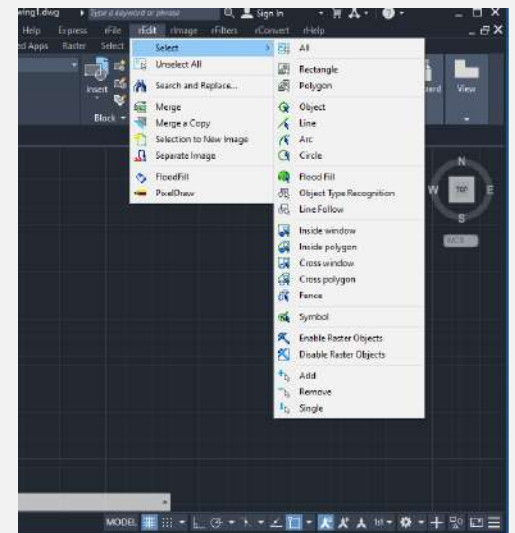 wing1.dwg Type a keyword or phrase Sign In
Help Express rFile rEdit rImage rFilters rConvert rHelp
ed Apps Raster Select
Select
Unselect All
Search and Replace...
Merge
Merge a Copy
Selection to New Image
Separate Image
FloodFill
PixelDraw
All
Rectangle
Polygon
Object
Line
Arc
Circle
Flood Fill
Object Type Recognition
Line Follow
Inside window
Inside polygon
Cross window
Cross polygon
Fence
Symbol
Enable Raster Objects
Disable Raster Objects
Add
Remove
Single
Insert
Block
View
N
W TOP E
S
WCS
MODEL 1:1